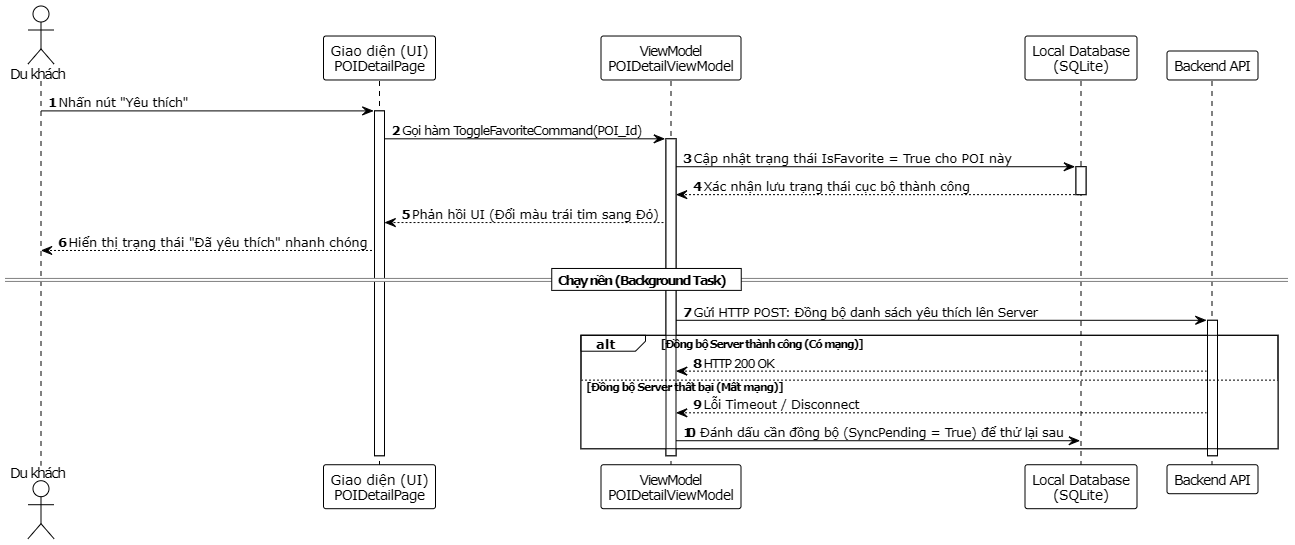 Du khách
Giao diện (UI)
POIDetailPage
ViewModel
POIDetailViewModel
Local Database
(SQLite)
Backend API
1 Nhấn nút "Yêu thích"
2 Gọi hàm ToggleFavoriteCommand(POI_Id)
3 Cập nhật trạng thái IsFavorite = True cho POI này
4 Xác nhận lưu trạng thái cục bộ thành công
5 Phản hồi UI (Đổi màu trái tim sang Đỏ)
6 Hiển thị trạng thái "Đã yêu thích" nhanh chóng
Chạy nền (Background Task)
7 Gửi HTTP POST: Đồng bộ danh sách yêu thích lên Server
alt [Đồng bộ Server thành công (Có mạng)]
8 HTTP 200 OK
[Đồng bộ Server thất bại (Mất mạng)]
9 Lỗi Timeout / Disconnect
10 Đánh dấu cần đồng bộ (SyncPending = True) để thử lại sau
Du khách
Giao diện (UI)
POIDetailPage
ViewModel
POIDetailViewModel
Local Database
(SQLite)
Backend API